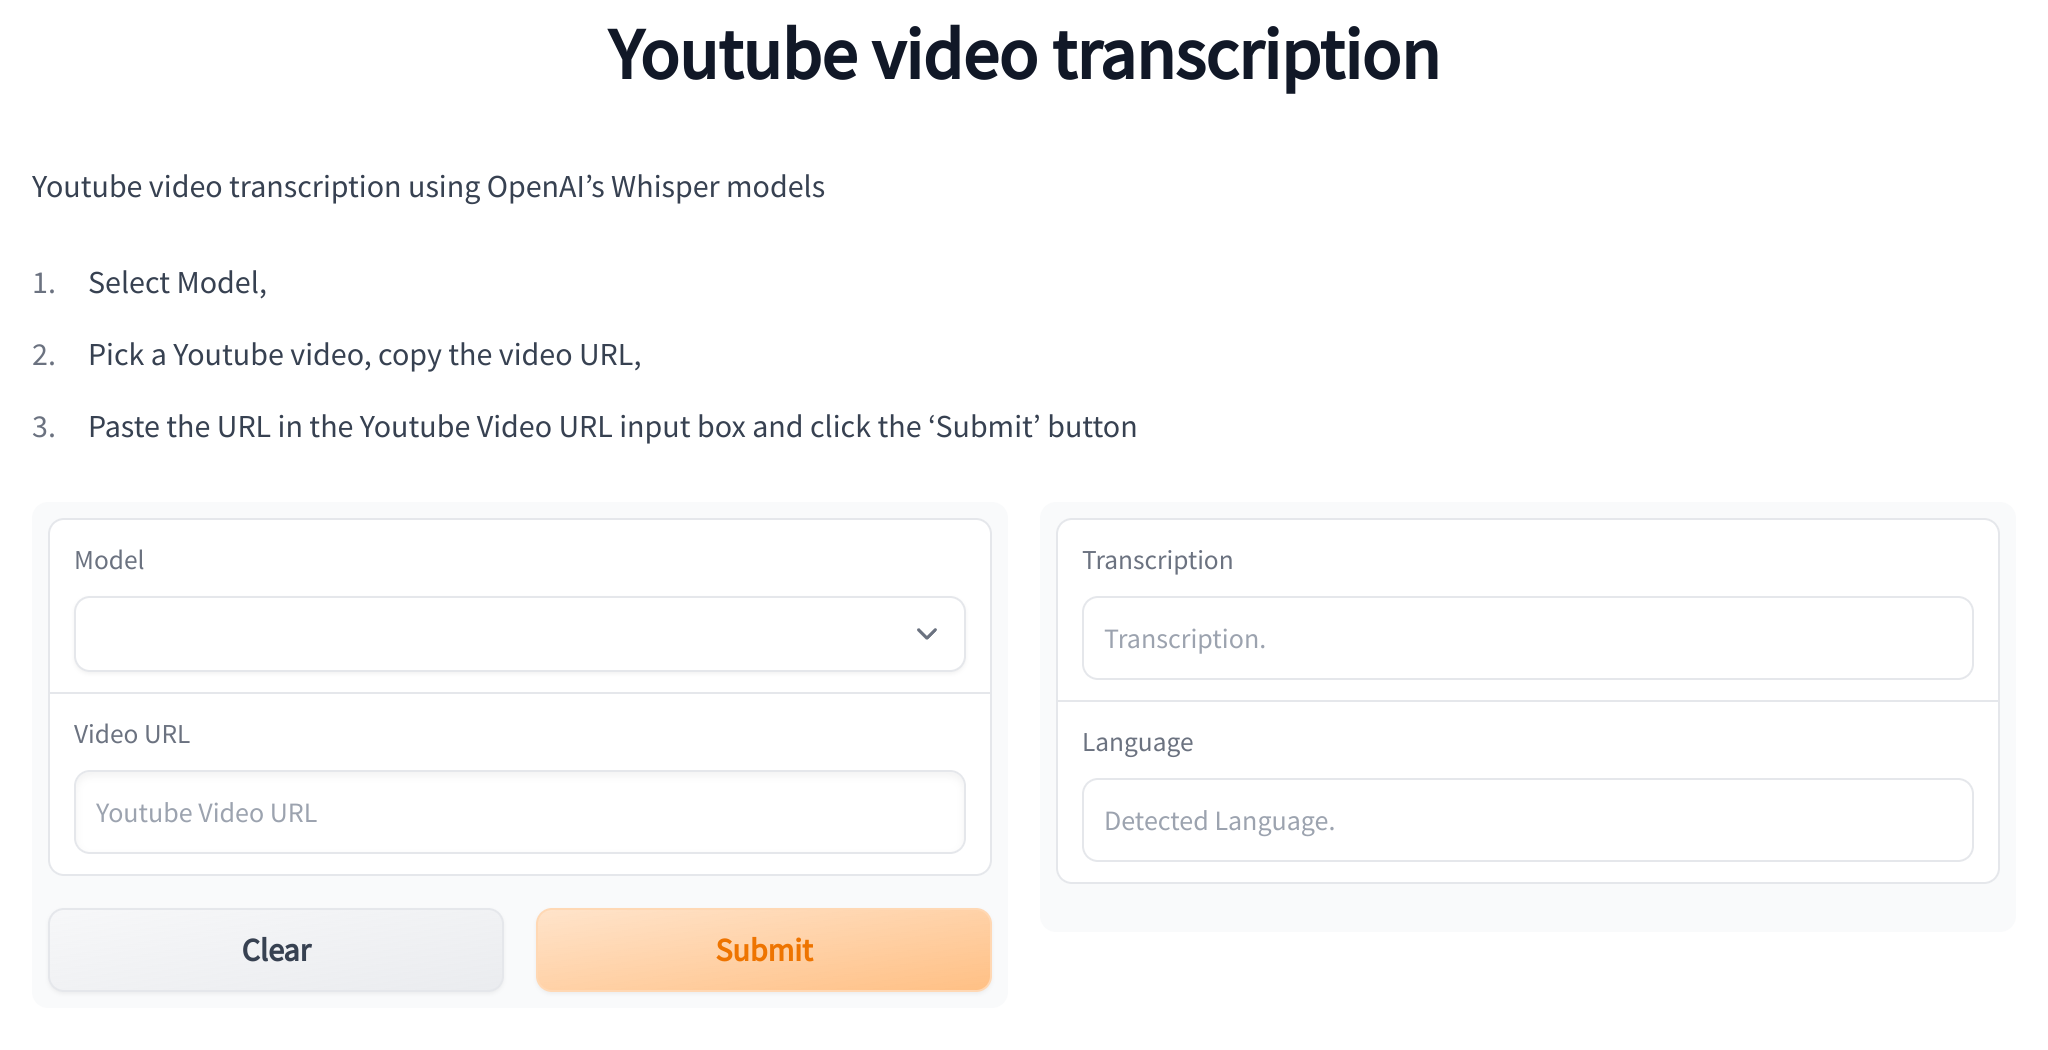 Youtube video transcription
Youtube video transcription using OpenAI’s Whisper models
1. Select Model,
2. Pick a Youtube video, copy the video URL,
3. Paste the URL in the Youtube Video URL input box and click the ‘Submit’ button
Model
Video URL
Youtube Video URL
Clear
Submit
Transcription
Transcription.
Language
Detected Language.